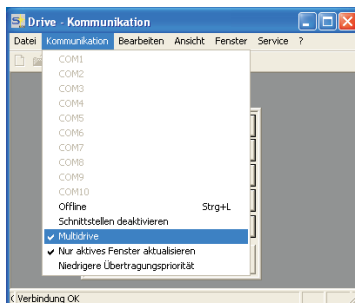 Drive - Kommunikation
Datei Kommunikation Bearbeiten Ansicht Fenster Service ?
COM1
COM2
COM3
COM4
COM5
COM6
COM7
COM8
COM9
COM10
Offline Strg+L
Schnittstellen deaktivieren
Multidrive
Nur aktives Fenster aktualisieren
Niedrigere Übertragungspriorität
Verbindung OK